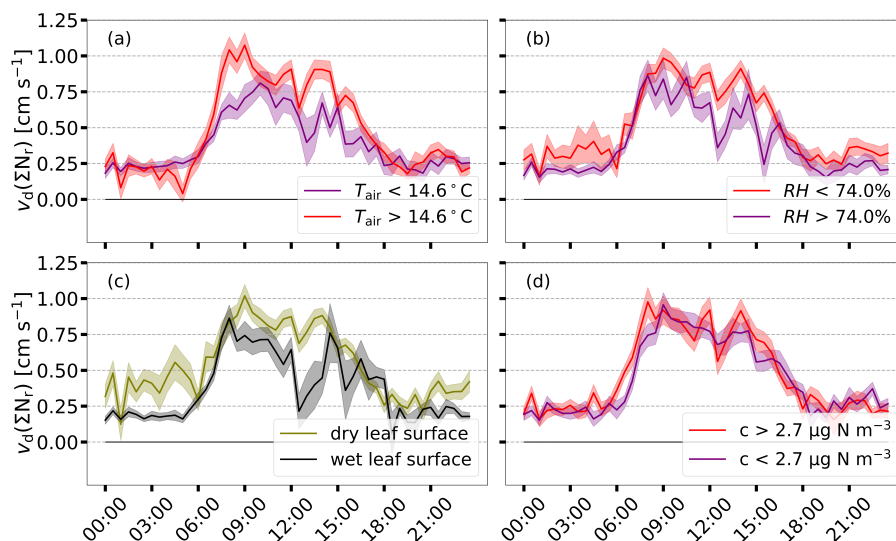 (a)
1.25
1.00
0.75
0.50
0.25
0.00
v_d(ΣN_r) [cm s⁻¹]
T_air < 14.6°C
T_air > 14.6°C
(b)
RH < 74.0%
RH > 74.0%
(c)
1.25
1.00
0.75
0.50
0.25
0.00
v_d(ΣN_r) [cm s⁻¹]
dry leaf surface
wet leaf surface
(d)
c > 2.7 µg N m⁻³
c < 2.7 µg N m⁻³
00:00 03:00 06:00 09:00 12:00 15:00 18:00 21:00
00:00 03:00 06:00 09:00 12:00 15:00 18:00 21:00